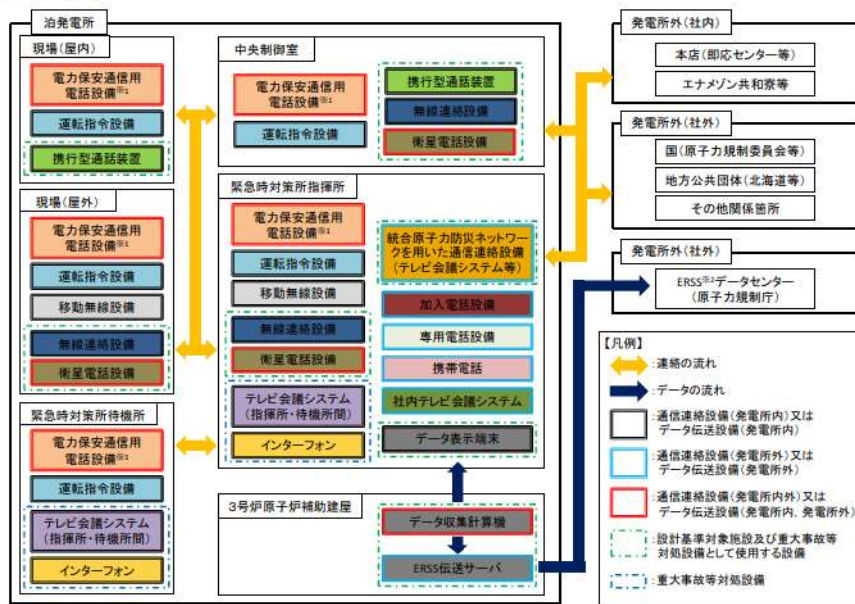 泊発電所
現場(屋内)
電力保安通信用
電話設備※1
運転指令設備
携行型通話装置
現場(屋外)
電力保安通信用
電話設備※1
運転指令設備
移動無線設備
無線連絡設備
衛星電話設備
緊急時対策所待機所
電力保安通信用
電話設備※1
運転指令設備
テレビ会議システム
(指揮所・待機所間)
インターフォン
中央制御室
電力保安通信用
電話設備※1
運転指令設備
携行型通話装置
無線連絡設備
衛星電話設備
緊急時対策所指揮所
電力保安通信用
電話設備※1
運転指令設備
移動無線設備
無線連絡設備
衛星電話設備
テレビ会議システム
(指揮所・待機所間)
インターフォン
統合原子力防災ネットワー
クを用いた通信連絡設備
(テレビ会議システム等)
加入電話設備
専用電話設備
携帯電話
社内テレビ会議システム
データ表示端末
3号炉原子炉補助建屋
データ収集計算機
ERSS伝送サーバ
発電所外(社内)
本店(即応センター等)
エナメゾン共和寮等
発電所外(社外)
国(原子力規制委員会等)
地方公共団体(北海道等)
その他関係箇所
発電所外(社外)
ERSS※2データセンター
(原子力規制庁)
【凡例】
:連絡の流れ
:データの流れ
:通信連絡設備(発電所内)又は
データ伝送設備(発電所内)
:通信連絡設備(発電所外)又は
データ伝送設備(発電所外)
:通信連絡設備(発電所内外)又は
データ伝送設備(発電所内、発電所外)
:設計基準対象施設及び重大事故等
対処設備として使用する設備
:重大事故等対処設備